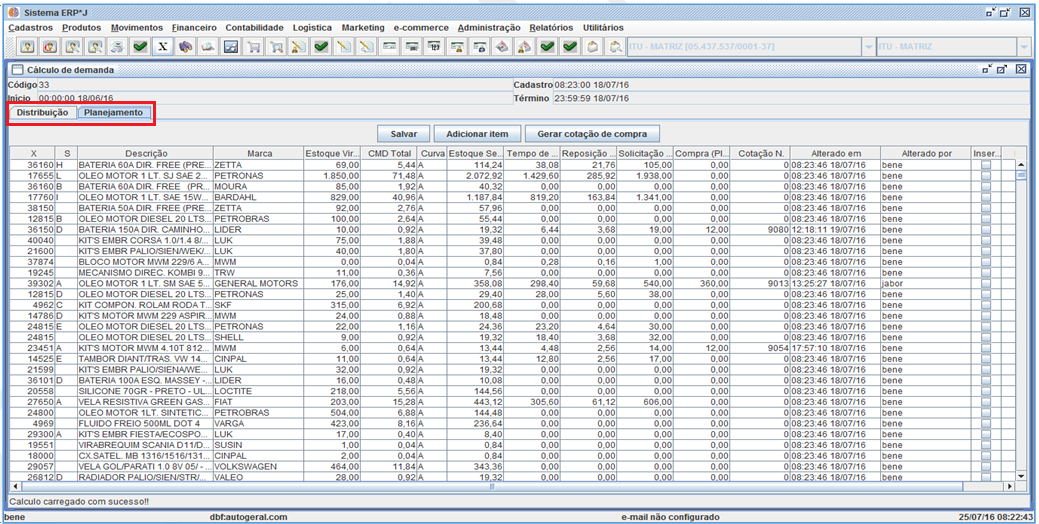 Sistema ERP*J
Cadastros Produtos Movimentos Financeiro Contabilidade Logística Marketing e-commerce Administração Relatórios Utilitários
ITU - MATRIZ [05.437.537/0001-37] ITU - MATRIZ
Cálculo de demanda
Código 33 Cadastro 08:23:00 18/07/16
Início 00:00:00 18/06/16 Término 23:59:59 18/07/16
Distribuição Planejamento
Salvar Adicionar item Gerar cotação de compra
X S Descrição Marca Estoque Vir... CMD Total Curva Estoque Se... Tempo de ... Reposição ... Solicitação ... Compra (Pl... Cotação N. Alterado em Alterado por Inser...
36160 H BATERIA 60A DIR. FREE (PRE... ZETTA 69,00 5,44 A 114,24 38,08 21,76 105,00 0,00 0 08:23:46 18/07/16 bene
17655 L OLEO MOTOR 1 LT. SJ SAE 2... PETRONAS 1.850,00 71,48 A 2.072,92 1.429,60 285,92 1.938,00 0,00 0 08:23:46 18/07/16 bene
36160 B BATERIA 60A DIR. FREE (PR... MOURA 85,00 1,92 A 40,32 0,00 0,00 0,00 0,00 0 08:23:46 18/07/16 bene
17760 I OLEO MOTOR 1 LT. SAE 15W... BARDAHL 829,00 40,96 A 1.187,84 819,20 163,84 1.341,00 0,00 0 08:23:46 18/07/16 bene
38150 BATERIA 50A DIR. FREE (PRE... ZETTA 92,00 2,76 A 57,96 0,00 0,00 0,00 0,00 0 08:23:46 18/07/16 bene
12815 B OLEO MOTOR DIESEL 20 LTS... PETROBRAS 100,00 2,64 A 55,44 0,00 0,00 0,00 0,00 0 08:23:46 18/07/16 bene
36150 D BATERIA 150A DIR. CAMINHO... LIDER 10,00 0,92 A 19,32 6,44 3,68 19,00 12,00 9080 12:18:11 19/07/16 bene
40040 KIT'S EMBR CORSA 1.0/1.4 8/... LUK 75,00 1,88 A 39,48 0,00 0,00 0,00 0,00 0 08:23:46 18/07/16 bene
21600 KIT'S EMBR PALIO/SIEN/WEK/... LUK 40,00 1,80 A 37,80 0,00 0,00 0,00 0,00 0 08:23:46 18/07/16 bene
37874 BLOCO MOTOR MWM 229/6 A... MWM 0,00 0,04 A 0,84 0,28 0,16 1,00 0,00 0 08:23:46 18/07/16 bene
19245 MECANISMO DIREC. KOMBI 9... TRW 11,00 0,36 A 7,56 0,00 0,00 0,00 0,00 0 08:23:46 18/07/16 bene
39302 A OLEO MOTOR 1 LT. SM SAE 5... GENERAL MOTORS 176,00 14,92 A 358,08 298,40 59,68 540,00 360,00 9013 13:25:27 18/07/16 jabor
12815 D OLEO MOTOR DIESEL 20 LTS... PETRONAS 25,00 1,40 A 29,40 28,00 5,60 38,00 0,00 0 08:23:46 18/07/16 bene
4962 C KIT COMPON. ROLAM RODA T... SKF 315,00 6,92 A 200,68 0,00 0,00 0,00 0,00 0 08:23:46 18/07/16 bene
14786 D KIT'S MOTOR MWM 229 ASPIR... MWM 24,00 0,88 A 18,48 0,00 0,00 0,00 0,00 0 08:23:46 18/07/16 bene
24815 E OLEO MOTOR DIESEL 20 LTS... PETRONAS 22,00 1,16 A 24,36 23,20 4,64 30,00 0,00 0 08:23:46 18/07/16 bene
24815 OLEO MOTOR DIESEL 20 LTS... SHELL 9,00 0,92 A 19,32 18,40 3,68 32,00 0,00 0 08:23:46 18/07/16 bene
23451 A KIT'S MOTOR MWM 4.10T 812... MWM 6,00 0,64 A 13,44 4,48 2,56 14,00 12,00 9054 17:57:10 18/07/16 bene
14525 E TAMBOR DIANT/TRAS. VW 14... CINPAL 11,00 0,64 A 13,44 12,80 2,56 17,00 0,00 0 08:23:46 18/07/16 bene
21599 KIT'S EMBR PALIO/SIENA/WE... LUK 32,00 0,92 A 19,32 0,00 0,00 0,00 0,00 0 08:23:46 18/07/16 bene
36101 D BATERIA 100A ESQ. MASSEY -... LIDER 16,00 0,48 A 10,08 0,00 0,00 0,00 0,00 0 08:23:46 18/07/16 bene
20558 SILICONE 70GR - PRETO - UL... LOCTITE 218,00 5,56 A 144,56 0,00 0,00 0,00 0,00 0 08:23:46 18/07/16 bene
27650 A VELA RESISTIVA GREEN GAS... FIAT 203,00 15,28 A 443,12 305,60 61,12 606,00 0,00 0 08:23:46 18/07/16 bene
24800 OLEO MOTOR 1LT. SINTETIC... PETROBRAS 504,00 6,88 A 144,48 0,00 0,00 0,00 0,00 0 08:23:46 18/07/16 bene
4969 FLUIDO FREIO 500ML DOT 4 VARGA 423,00 8,16 A 236,64 0,00 0,00 0,00 0,00 0 08:23:46 18/07/16 bene
29300 A KIT'S EMBR FIESTA/ECOSPO... LUK 17,00 0,40 A 8,40 0,00 0,00 0,00 0,00 0 08:23:46 18/07/16 bene
19551 VIRABREQUIM SCANIA D11/D... SUSIN 1,00 0,04 A 0,84 0,00 0,00 0,00 0,00 0 08:23:46 18/07/16 bene
18000 CX.SATEL. MB 1316/1516/131... CINPAL 2,00 0,04 A 0,84 0,00 0,00 0,00 0,00 0 08:23:46 18/07/16 bene
29057 VELA GOL/PARATI 1.0 8V 05/ - ... VOLKSWAGEN 464,00 11,84 A 343,36 0,00 0,00 0,00 0,00 0 08:23:46 18/07/16 bene
26812 D RADIADOR PALIO/SIEN/STR/... VALEO 28,00 0,92 A 19,32 0,00 0,00 0,00 0,00 0 08:23:46 18/07/16 bene
Calculo carregado com sucesso!!
bene dbf:autogeral.com e-mail não configurado 25/07/16 08:22:43